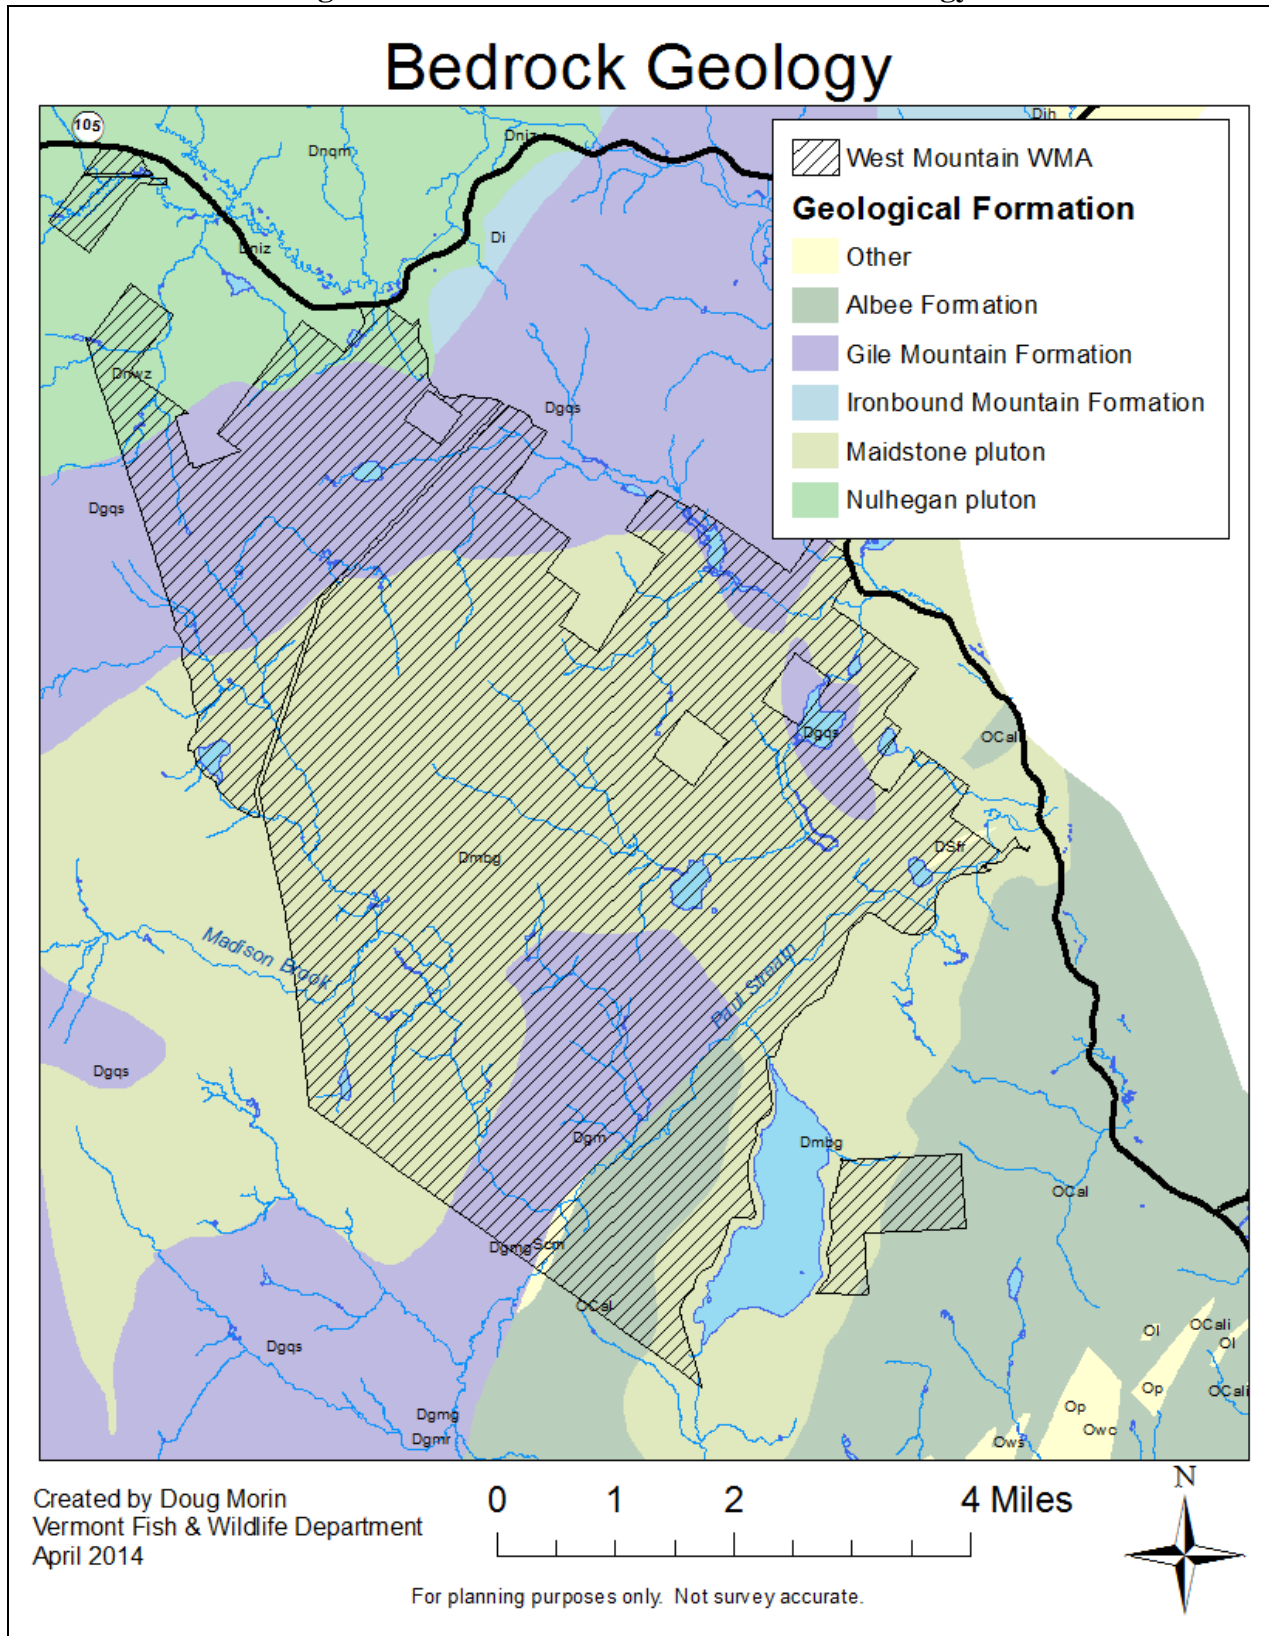 Bedrock Geology
105
Dnqm
Dniz
Dih
Di
Dniz
Dnwz
Dgqs
Dgqs
West Mountain WMA
Geological Formation
Other
Albee Formation
Gile Mountain Formation
Ironbound Mountain Formation
Maidstone pluton
Nulhegan pluton
Dgqs
OCal
DSfr
Dmbg
Madison Brook
Paul Stream
Dgqs
Dgm
Dmbg
OCal
DgmgScm
OCal
Dgqs
Ol
OCali
Ol
Op
Op
OCali
Owc
Ows
Dgmg
Dgmr
Created by Doug Morin
Vermont Fish & Wildlife Department
April 2014
0 1 2 4 Miles
N
For planning purposes only. Not survey accurate.